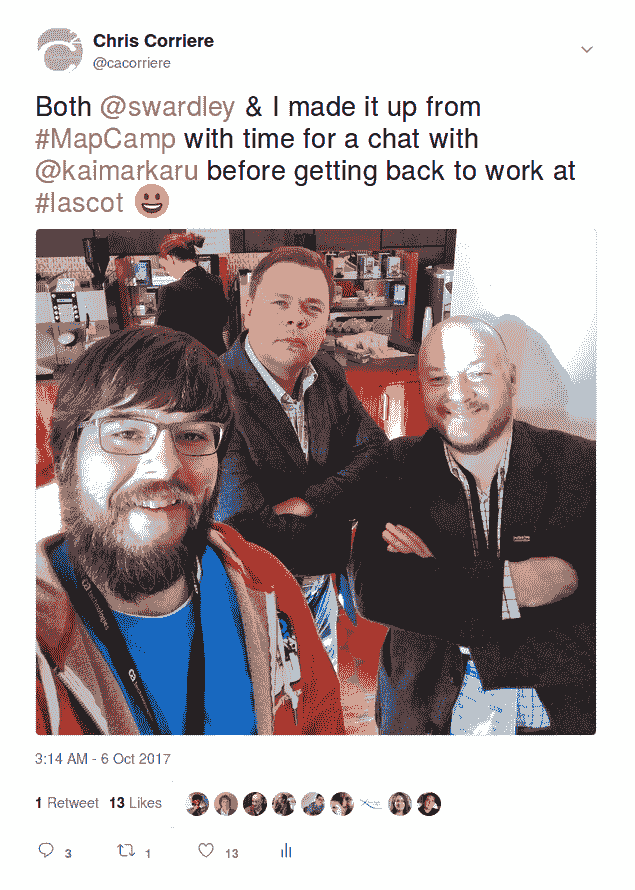 Chris Corriere
@cacorriere
Both @swardley & I made it up from
#MapCamp with time for a chat with
@kaimarkaru before getting back to work at
#lascot 😀
3:14 AM - 6 Oct 2017
1 Retweet 13 Likes
3 1 13